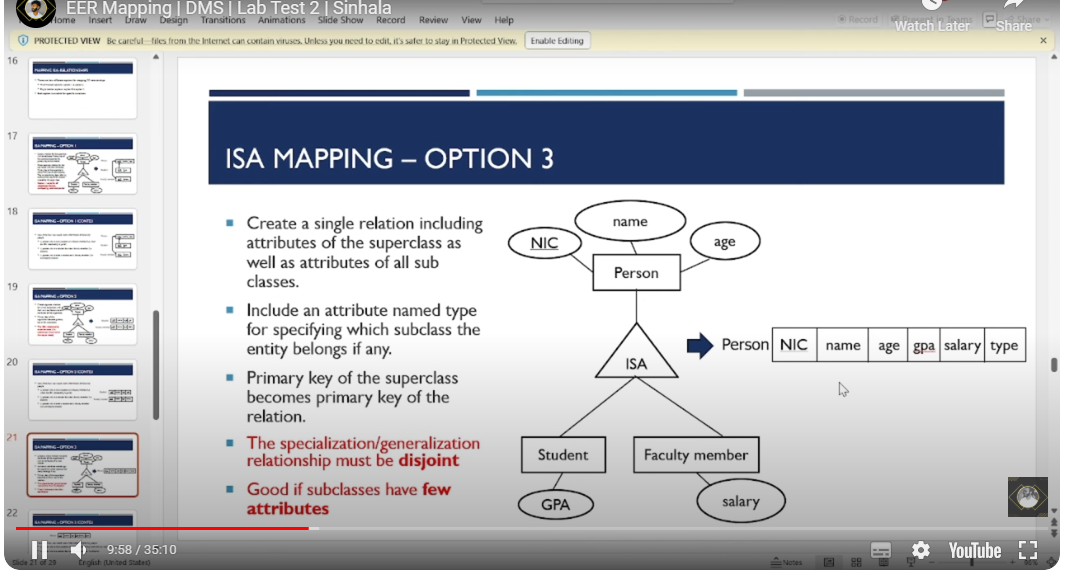 EER Mapping | DMS | Lab Test 2 | Sinhala
Home Insert Draw Design Transitions Animations Slide Show Record Review View Help
Record Present in Teams Share
Watch Later Share
PROTECTED VIEW Be careful—files from the Internet can contain viruses. Unless you need to edit, it's safer to stay in Protected View. Enable Editing
16
17
18
19
20
21
22
ISA MAPPING – OPTION 3
Create a single relation including
attributes of the superclass as
well as attributes of all sub
classes.
Include an attribute named type
for specifying which subclass the
entity belongs if any.
Primary key of the superclass
becomes primary key of the
relation.
The specialization/generalization
relationship must be disjoint
Good if subclasses have few
attributes
name
NIC
age
Person
ISA
Person NIC name age gpa salary type
Student
Faculty member
GPA
salary
9:58 / 35:10
YouTube
Slide 21 of 29 English (United States)
Notes